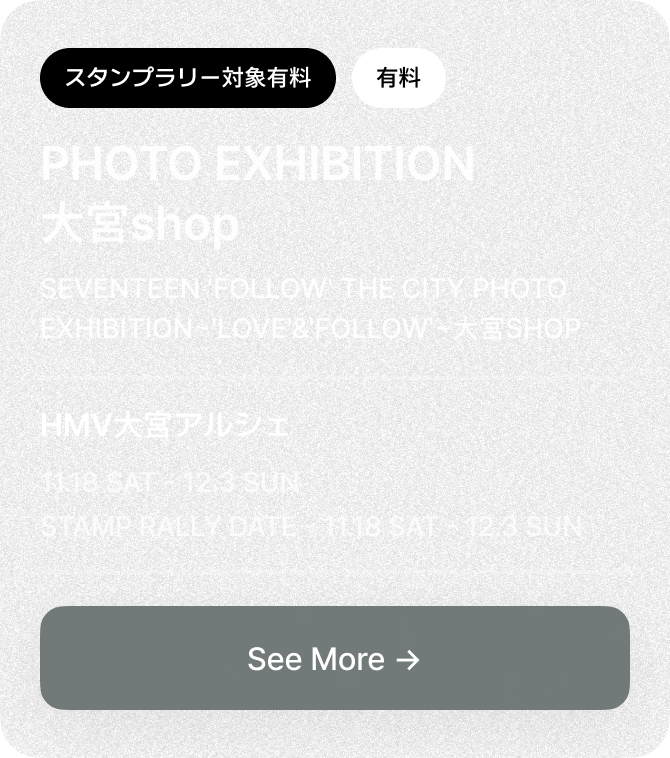 スタンプラリー対象有料
有料
PHOTO EXHIBITION
大宮shop
SEVENTEEN 'FOLLOW' THE CITY PHOTO
EXHIBITION~'LOVE'&'FOLLOW'~大宮SHOP
HMV大宮アルシェ
11.18 SAT - 12.3 SUN
STAMP RALLY DATE - 11.18 SAT - 12.3 SUN
See More →